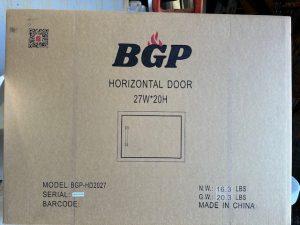 BGP
HORIZONTAL DOOR
27W*20H
MODEL: BGP-HD2027
SERIAL:
BARCODE:
N.W.: 16.3 LBS
G.W.: 20.3 LBS
MADE IN CHINA